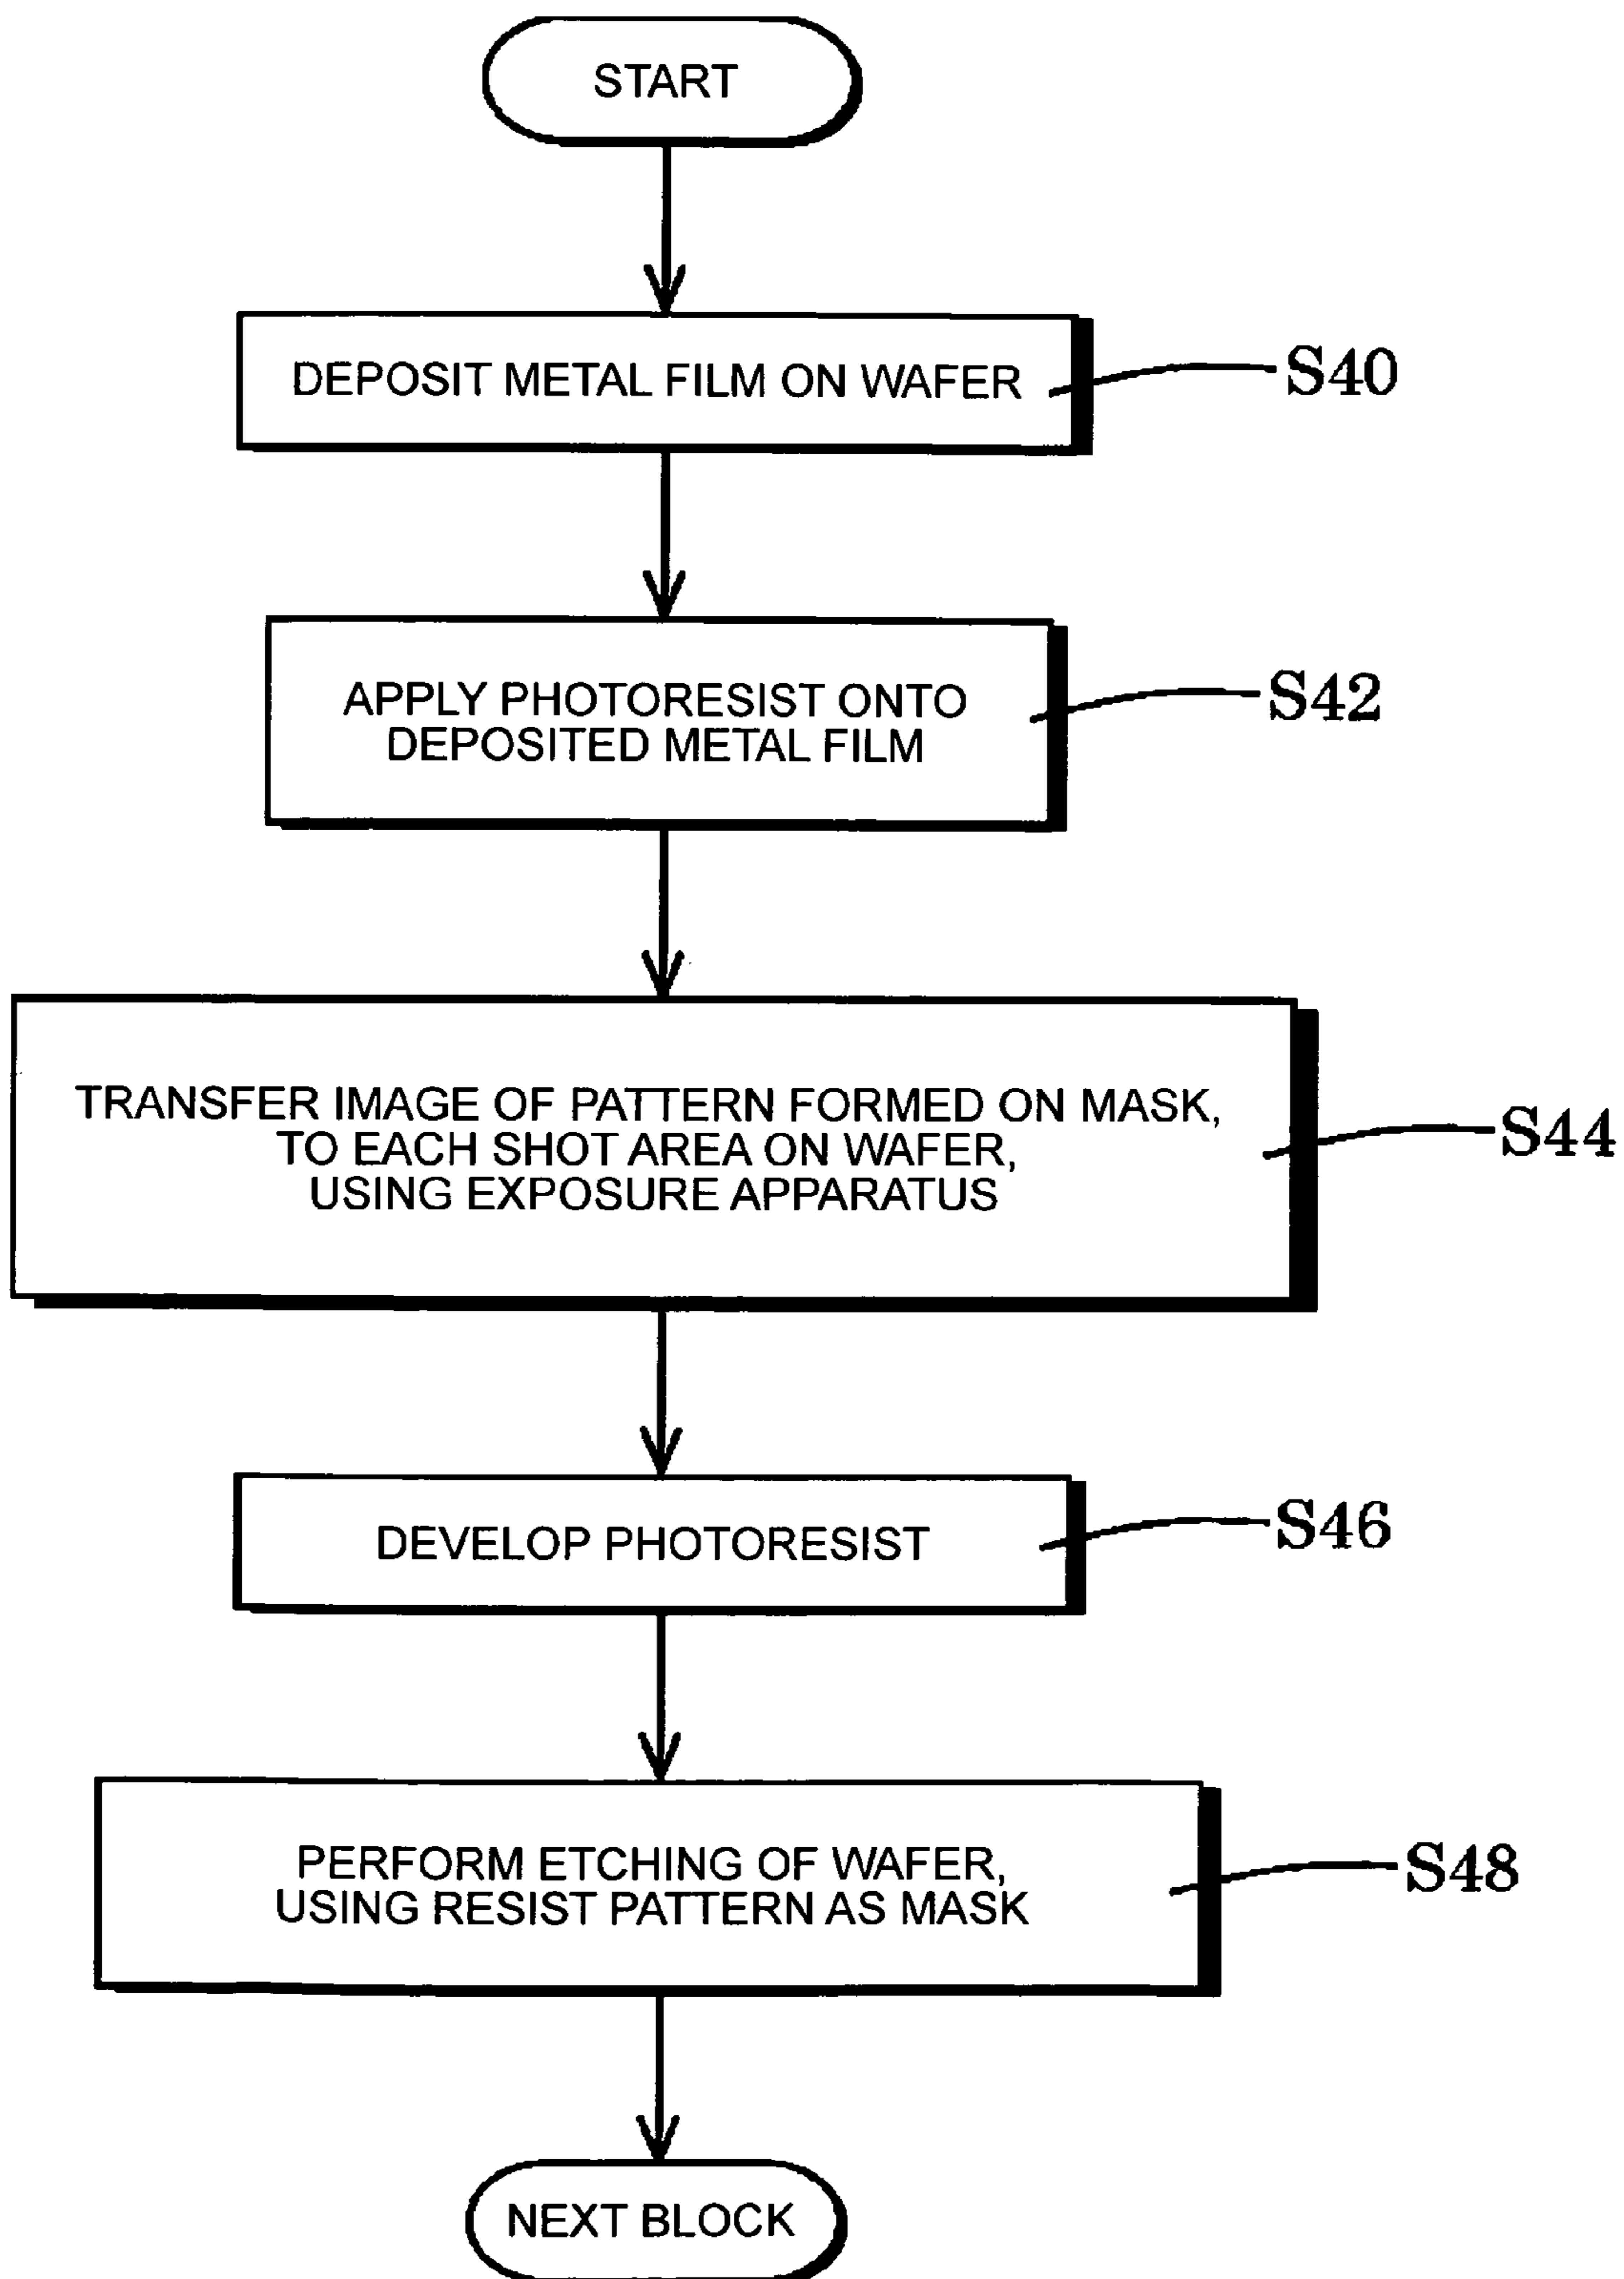 START
DEPOSIT METAL FILM ON WAFER
S40
APPLY PHOTORESIST ONTO
DEPOSITED METAL FILM
S42
TRANSFER IMAGE OF PATTERN FORMED ON MASK,
TO EACH SHOT AREA ON WAFER,
USING EXPOSURE APPARATUS
S44
DEVELOP PHOTORESIST
S46
PERFORM ETCHING OF WAFER,
USING RESIST PATTERN AS MASK
S48
NEXT BLOCK